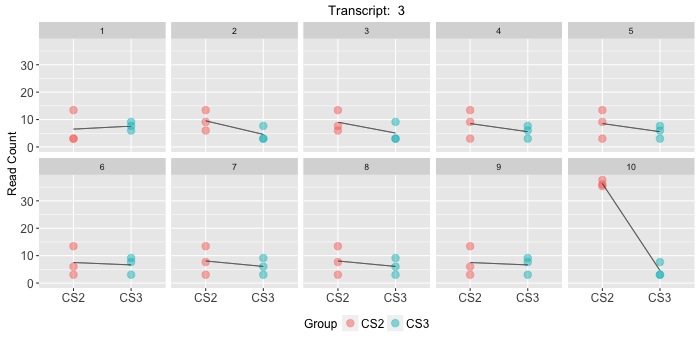 Transcript: 3
1 2 3 4 5
30
20
10
0
Read Count
6 7 8 9 10
30
20
10
0
CS2 CS3 CS2 CS3 CS2 CS3 CS2 CS3 CS2 CS3
Group CS2 CS3